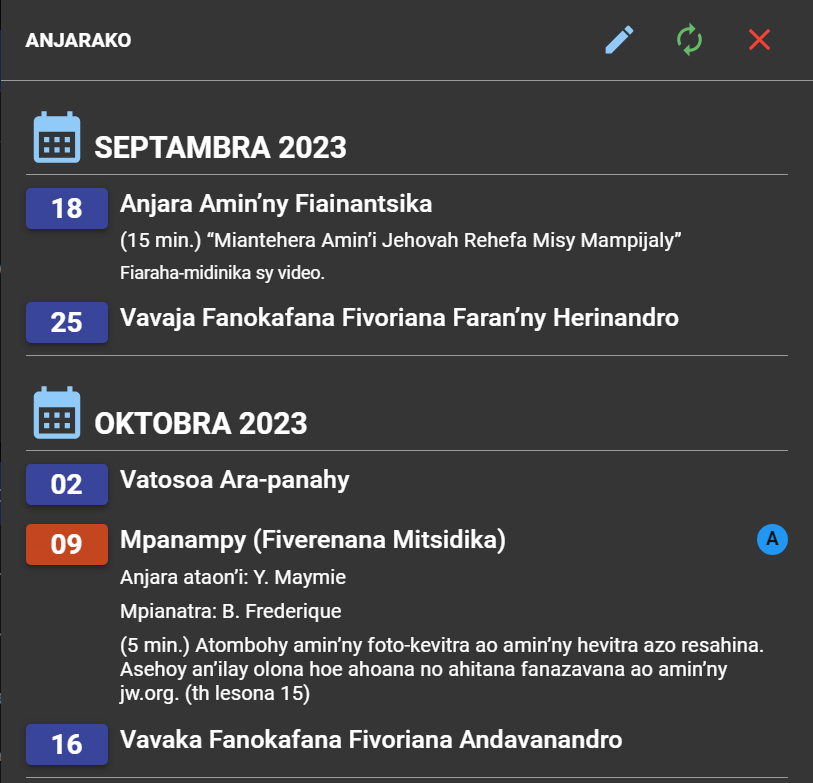 ANJARAKO
SEPTAMBRA 2023
18
Anjara Amin’ny Fiainantsika
(15 min.) “Miantehera Amin’i Jehovah Rehefa Misy Mampijaly”
Fiaraha-midinika sy video.
25
Vavaja Fanokafana Fivoriana Faran’ny Herinandro
OKTOBRA 2023
02
Vatosoa Ara-panahy
09
Mpanampy (Fiverenana Mitsidika)
A
Anjara ataon’i: Y. Maymie
Mpianatra: B. Frederique
(5 min.) Atombohy amin’ny foto-kevitra ao amin’ny hevitra azo resahina.
Asehoy an’ilay olona hoe ahoana no ahitana fanazavana ao amin’ny
jw.org. (th lesona 15)
16
Vavaka Fanokafana Fivoriana Andavanandro